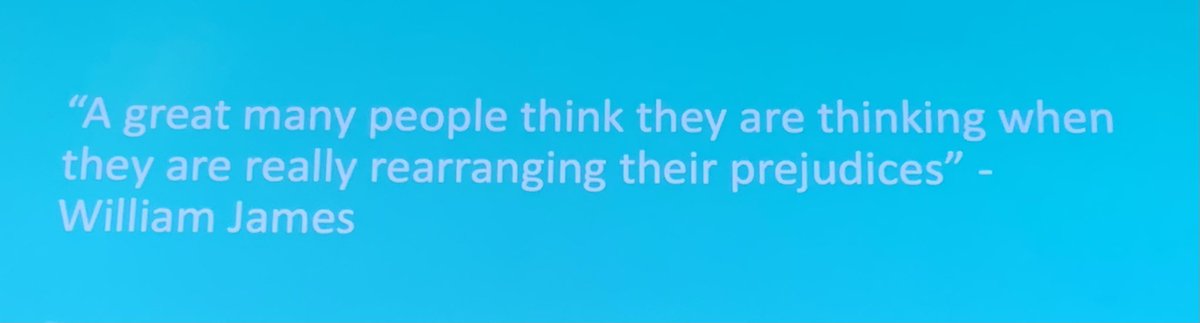 “A great many people think they are thinking when
they are really rearranging their prejudices” -
William James